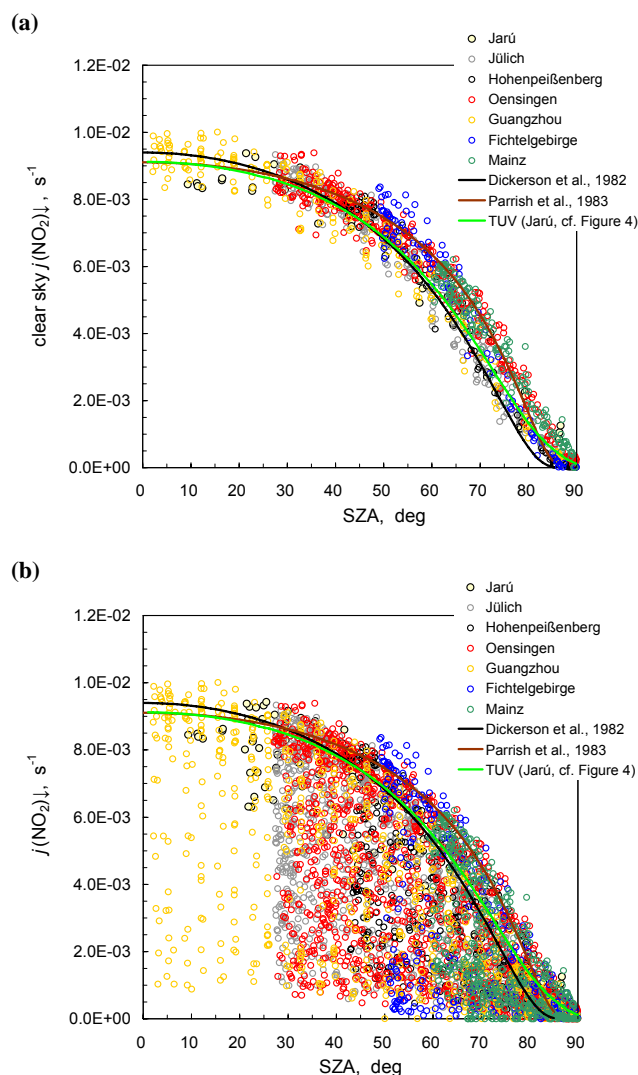 (a)
Jarú
Jülich
Hohenpeißenberg
Oensingen
Guangzhou
Fichtelgebirge
Mainz
Dickerson et al., 1982
Parrish et al., 1983
TUV (Jarú, cf. Figure 4)
clear sky j(NO2)↓, s-1
1.2E-02
1.0E-02
8.0E-03
6.0E-03
4.0E-03
2.0E-03
0.0E+00
0 10 20 30 40 50 60 70 80 90
SZA, deg
(b)
Jarú
Jülich
Hohenpeißenberg
Oensingen
Guangzhou
Fichtelgebirge
Mainz
Dickerson et al., 1982
Parrish et al., 1983
TUV (Jarú, cf. Figure 4)
j(NO2)↓, s-1
1.2E-02
1.0E-02
8.0E-03
6.0E-03
4.0E-03
2.0E-03
0.0E+00
0 10 20 30 40 50 60 70 80 90
SZA, deg